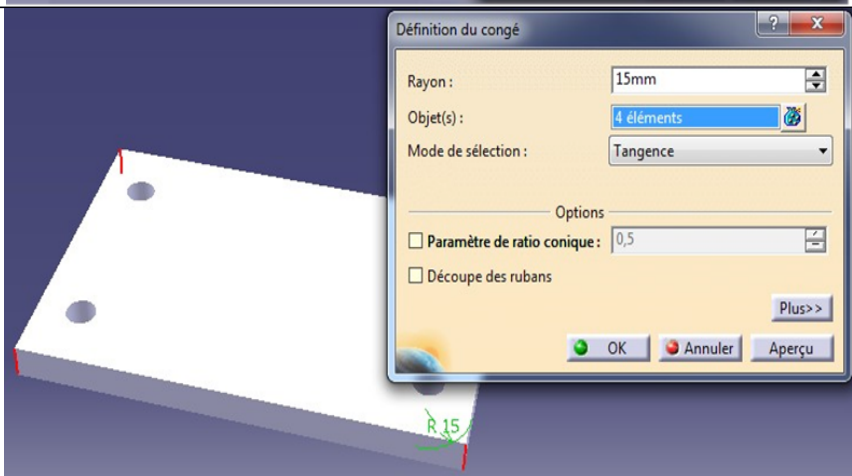 Définition du congé
Rayon :
15mm
Objet(s) :
4 éléments
Mode de sélection :
Tangence
Options
Paramètre de ratio conique :
0,5
Découpe des rubans
Plus>>
OK
Annuler
Aperçu
R 15